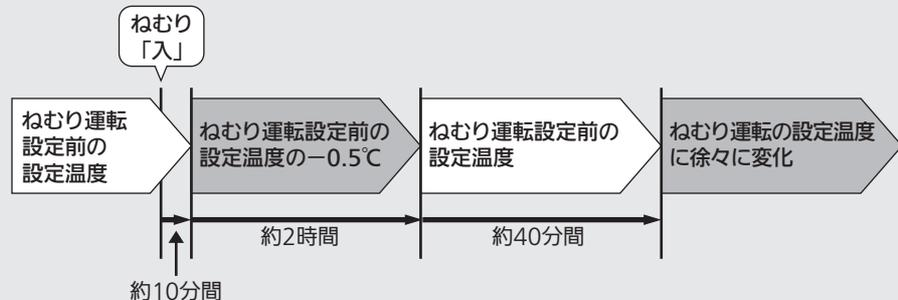 ねむり
「入」
ねむり運転
設定前の
設定温度
ねむり運転設定前の
設定温度の－0.5℃
ねむり運転設定前の
設定温度
ねむり運転の設定温度
に徐々に変化
約2時間
約40分間
約10分間